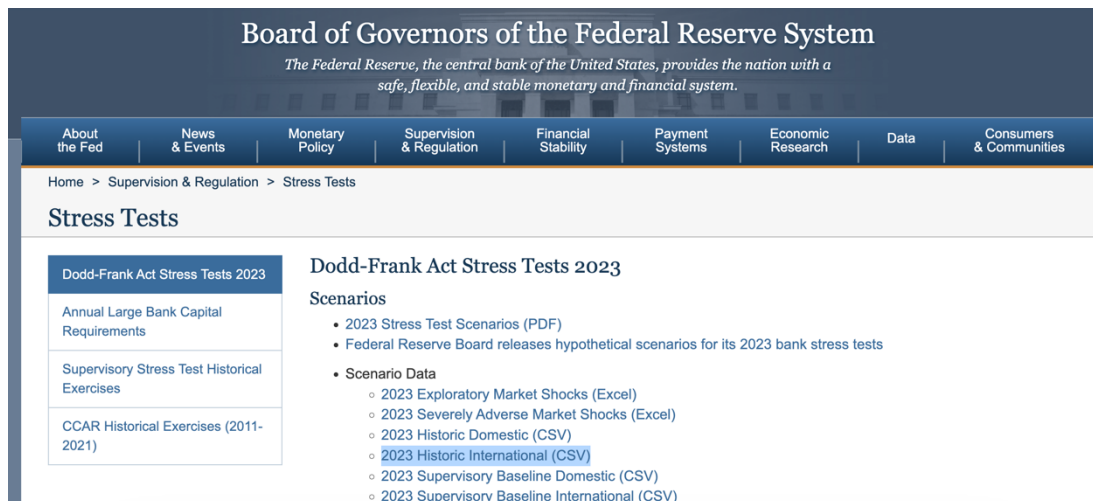 Board of Governors of the Federal Reserve System
The Federal Reserve, the central bank of the United States, provides the nation with a
safe, flexible, and stable monetary and financial system.
About
the Fed
News
& Events
Monetary
Policy
Supervision
& Regulation
Financial
Stability
Payment
Systems
Economic
Research
Data
Consumers
& Communities
Home > Supervision & Regulation > Stress Tests
Stress Tests
Dodd-Frank Act Stress Tests 2023
Annual Large Bank Capital
Requirements
Supervisory Stress Test Historical
Exercises
CCAR Historical Exercises (2011-
2021)
Dodd-Frank Act Stress Tests 2023
Scenarios
• 2023 Stress Test Scenarios (PDF)
• Federal Reserve Board releases hypothetical scenarios for its 2023 bank stress tests
• Scenario Data
◦ 2023 Exploratory Market Shocks (Excel)
◦ 2023 Severely Adverse Market Shocks (Excel)
◦ 2023 Historic Domestic (CSV)
◦ 2023 Historic International (CSV)
◦ 2023 Supervisory Baseline Domestic (CSV)
◦ 2023 Supervisory Baseline International (CSV)